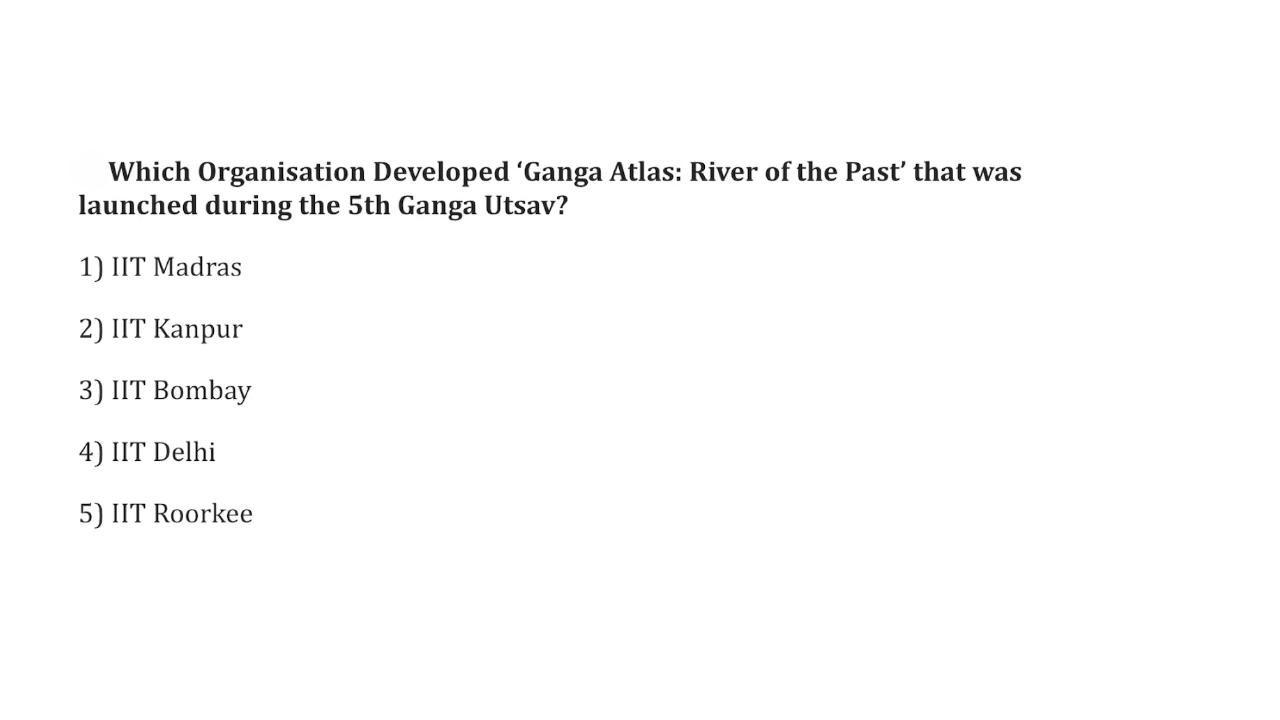 Which Organisation Developed ‘Ganga Atlas: River of the Past’ that was
launched during the 5th Ganga Utsav?
1) IIT Madras
2) IIT Kanpur
3) IIT Bombay
4) IIT Delhi
5) IIT Roorkee